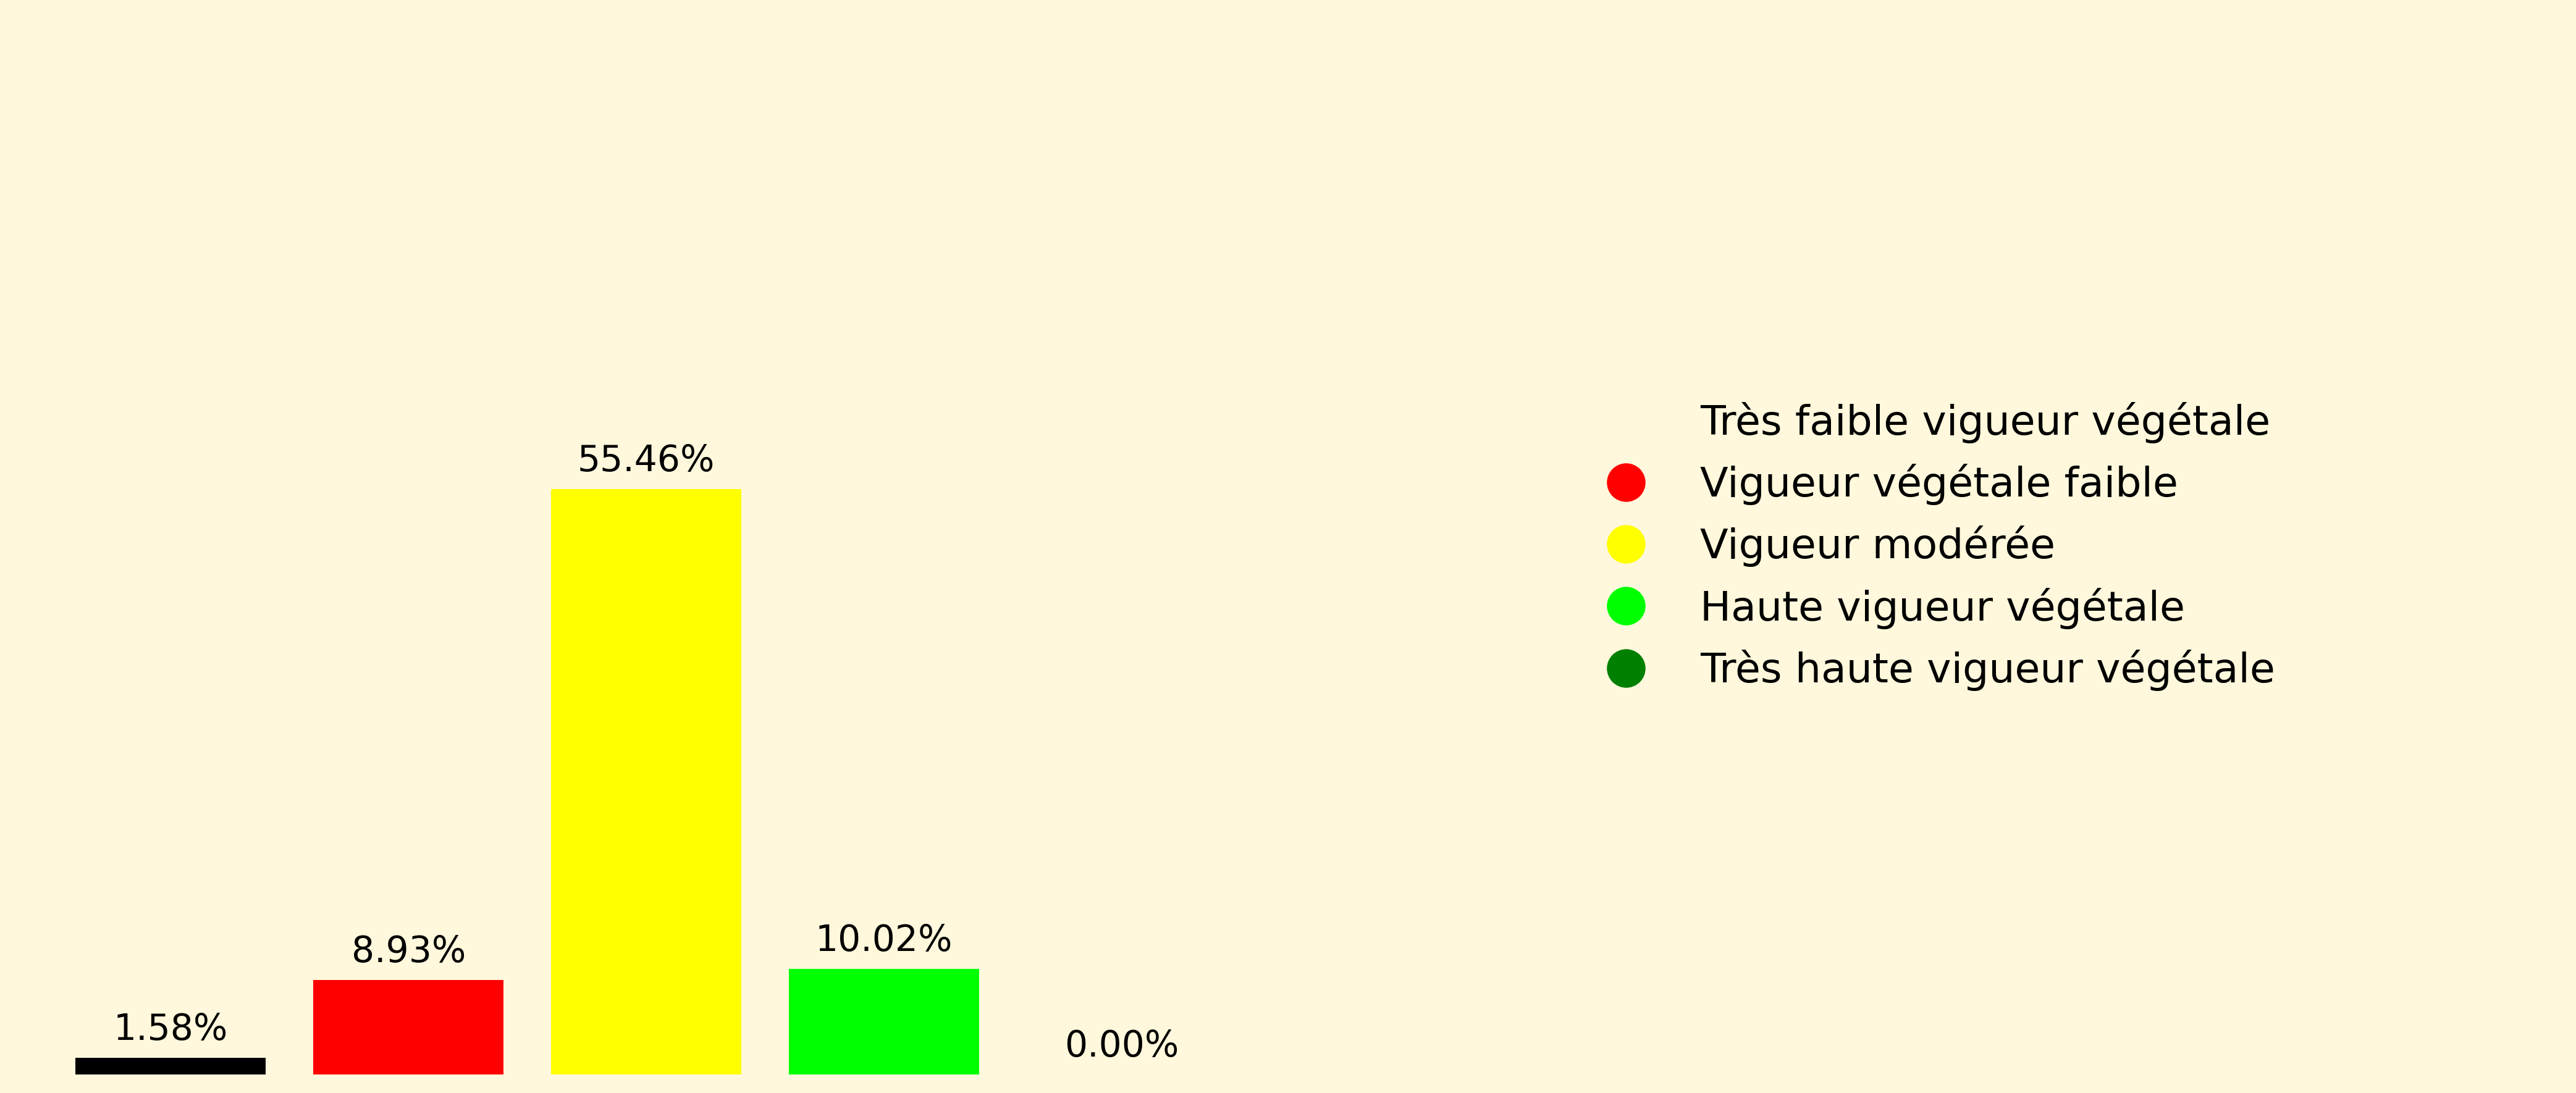 55.46%
10.02%
8.93%
1.58%
0.00%
Très faible vigueur végétale
Vigueur végétale faible
Vigueur modérée
Haute vigueur végétale
Très haute vigueur végétale